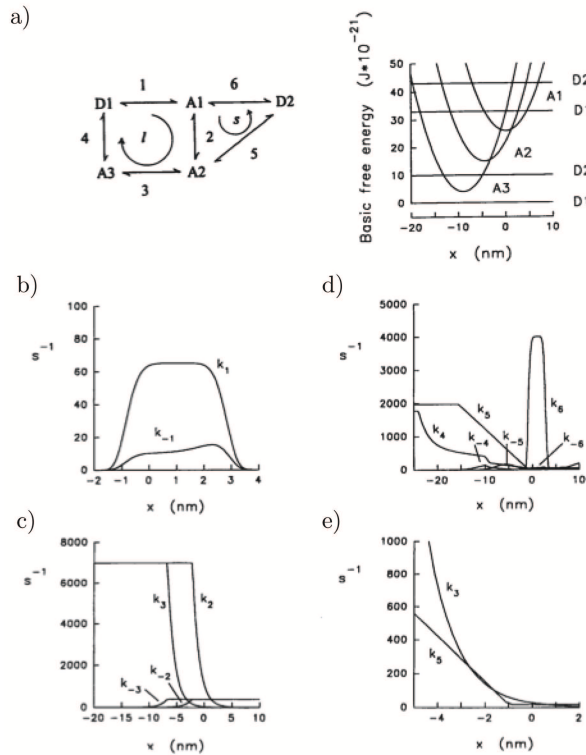 a)
1 6
D1 A1 D2
4 l 2 s 5
A3 A2
3
Basic free energy (J*10⁻²¹)
50
40
30
20
10
0
D2
A1
D1
A2
D2
A3
D1
-20 -10 0 10
x (nm)
b)
s⁻¹
100
80
60
40
20
0
k₁
k₋₁
-2 -1 0 1 2 3 4
x (nm)
d)
s⁻¹
5000
4000
3000
2000
1000
0
k₅
k₄
k₋₄
k₋₅
k₆
k₋₆
-20 -10 0 10
x (nm)
c)
s⁻¹
8000
6000
4000
2000
0
k₃
k₂
k₋₃
k₋₂
-20 -15 -10 -5 0 5 10
x (nm)
e)
s⁻¹
1000
800
600
400
200
0
k₃
k₅
-4 -2 0 2
x (nm)